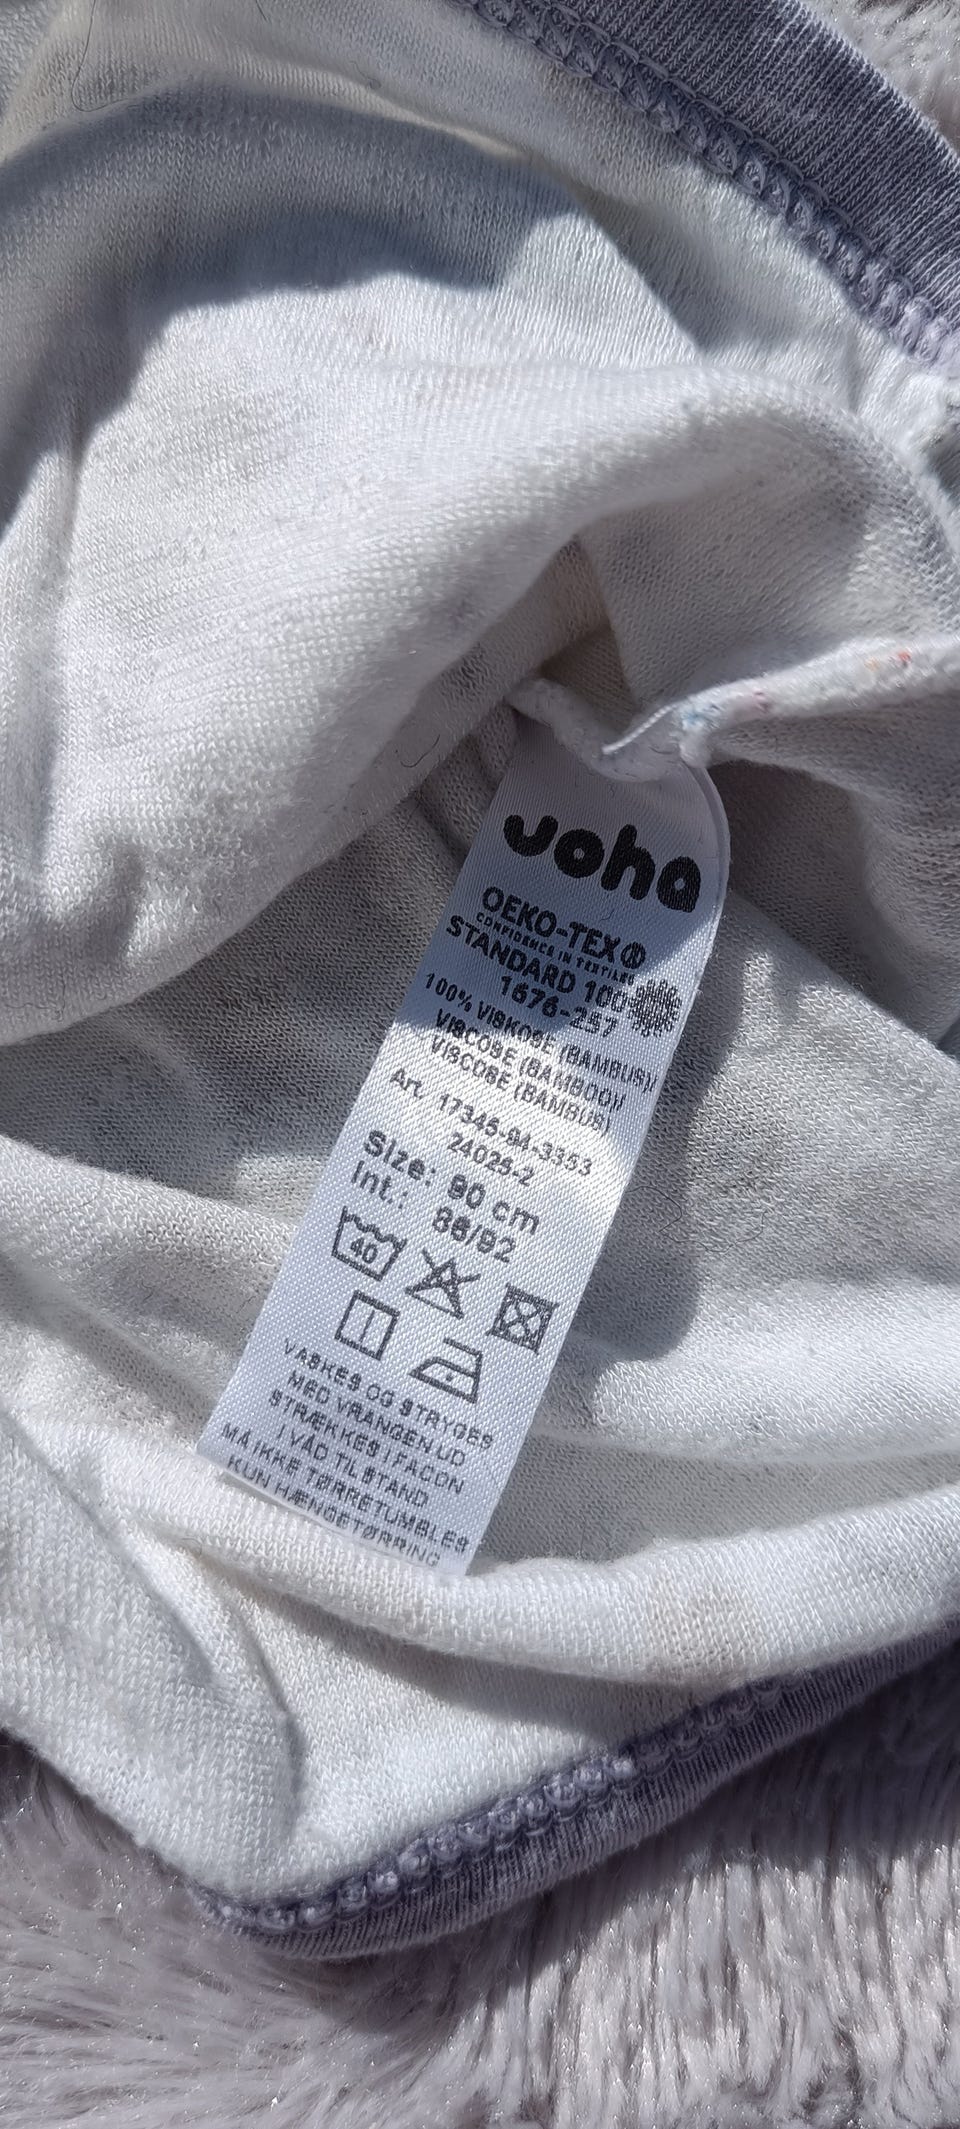 Joha
OEKO-TEX®
CONFIDENCE IN TEXTILES
STANDARD 100
1676-257
100% VISKOSE (BAMBUS)/
VISCOSE (BAMBOO)/
VISCOSE (BAMBUS)
Art. 17345-94-3353
24025-2
Size: 90 cm
Int.: 86/92
40
VASKES OG STRYGES
MED VRANGEN UD
STRÆKKES I FACON
I VÅD TILSTAND
MÅ IKKE TØRRETUMBLES
KUN HÆNGETØRRING